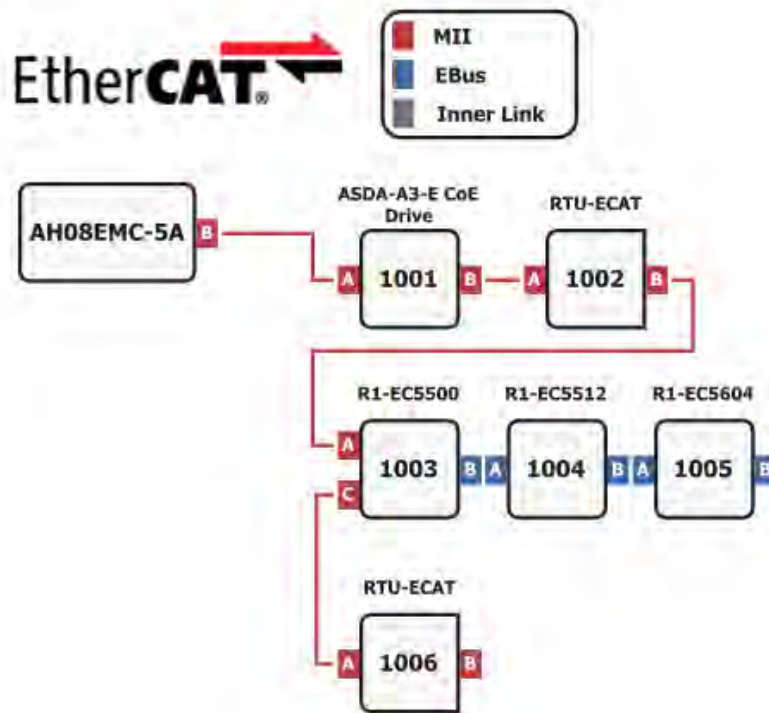 EtherCAT®
MII
EBus
Inner Link
AH08EMC-5A
B
ASDA-A3-E CoE
Drive
A
1001
B
RTU-ECAT
A
1002
B
R1-EC5500
A
C
1003
B
R1-EC5512
A
1004
B
R1-EC5604
A
1005
B
RTU-ECAT
A
1006
B